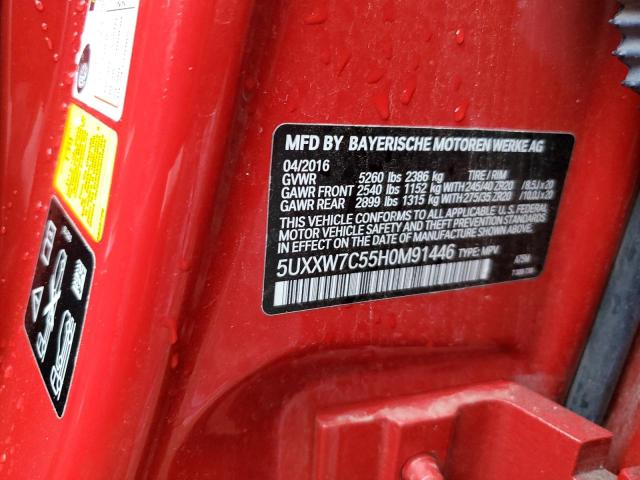 MFD BY BAYERISCHE MOTOREN WERKE AG
04/2016
GVWR 5260 lbs 2386 kg TIRE / RIM
GAWR FRONT 2540 lbs 1152 kg WITH 245/40 ZR20 / 8.5J x 20
GAWR REAR 2899 lbs 1315 kg WITH 275/35 ZR20 / 10.0J x 20
THIS VEHICLE CONFORMS TO ALL APPLICABLE U.S. FEDERAL
MOTOR VEHICLE SAFETY, BUMPER, AND THEFT PREVENTION STANDARDS
IN EFFECT ON THE DATE OF MANUFACTURE SHOWN ABOVE.
5UXXW7C55H0M91446 TYPE: MPV
A75M